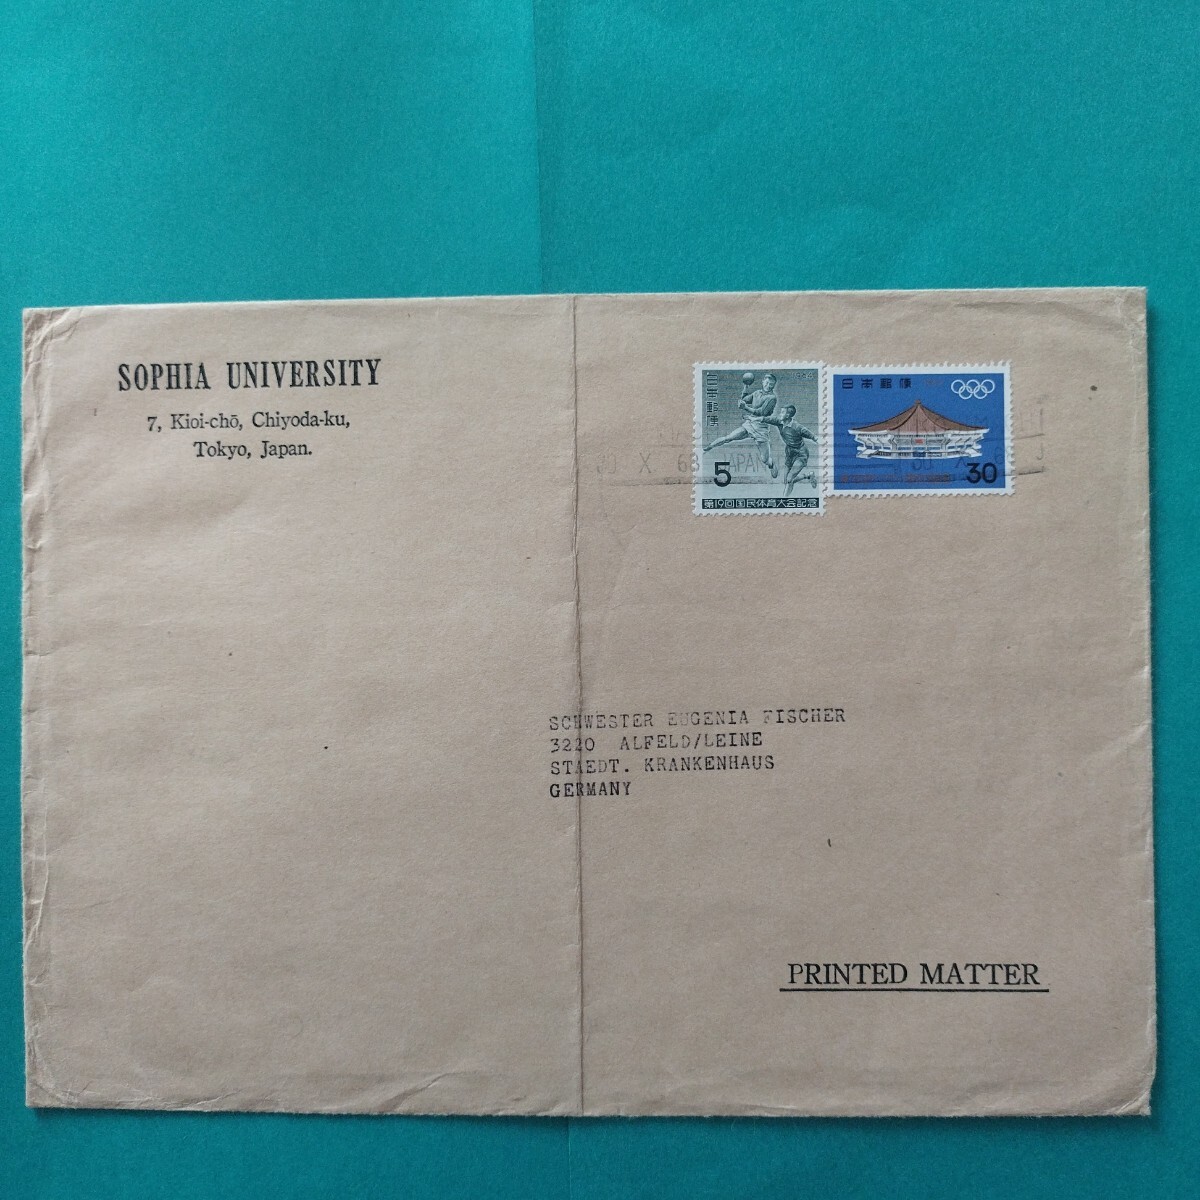 SOPHIA UNIVERSITY
7, Kioi-chō, Chiyoda-ku,
Tokyo, Japan.
日本郵便
5
第19回国民体育大会記念
日本郵便
30
X 68 JAPAN
SCHWESTER EUGENIA FISCHER
3220 ALFELD/LEINE
STAEDT. KRANKENHAUS
GERMANY
PRINTED MATTER